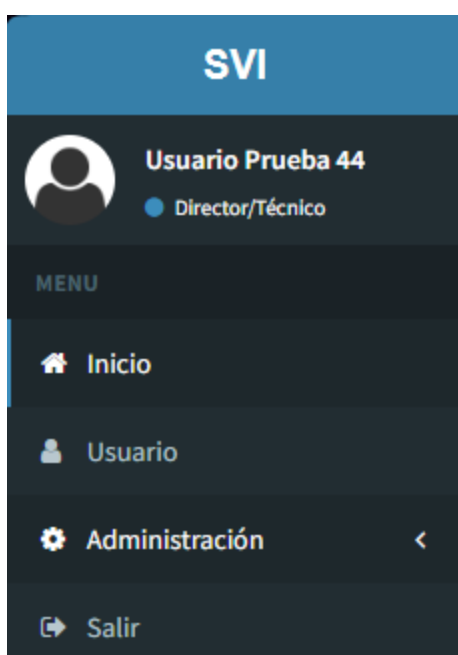 SVI
Usuario Prueba 44
Director/Técnico
MENU
Inicio
Usuario
Administración
Salir